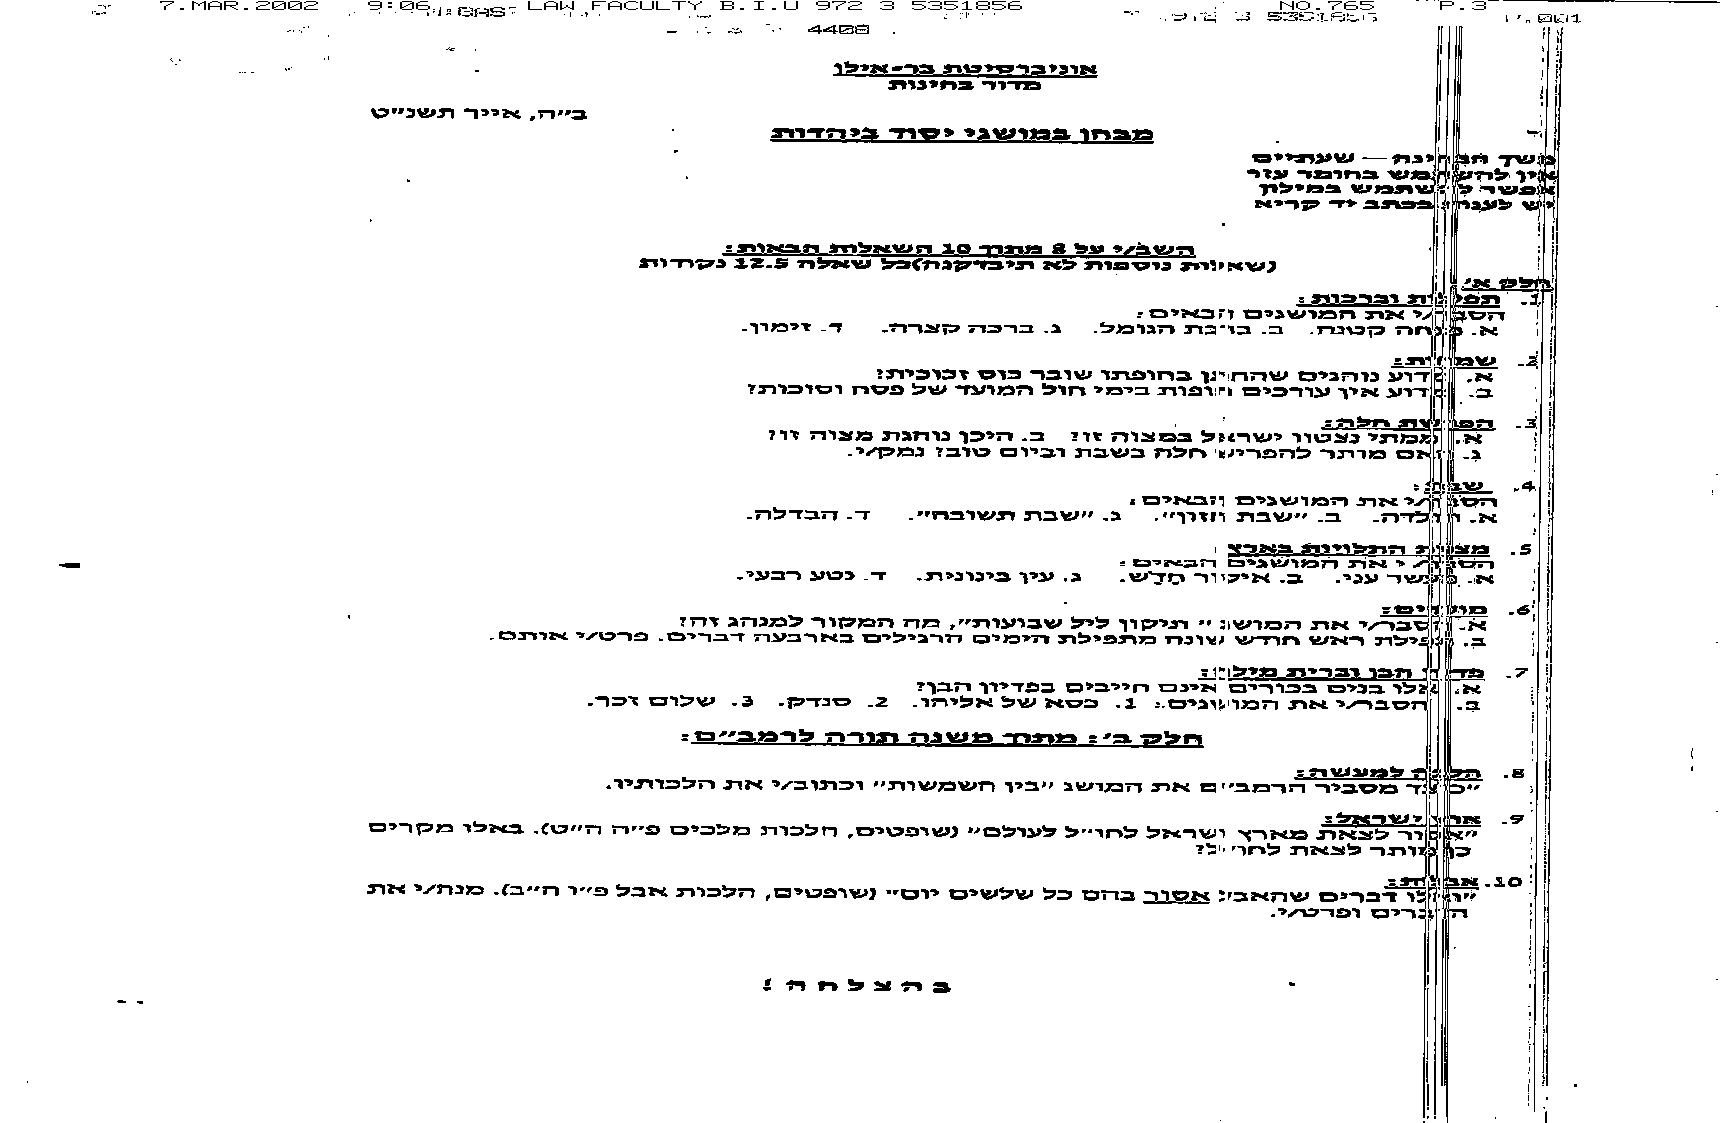 7.MAR.2002 9:06 LAW FACULTY B.I.U 972 3 5351856 NO.765 P.3
972 3 5351856 P.001
4408
אוניברסיטת בר-אילן
מדור בחינות
ב"ה, אייר תשנ"ט
מבחן במושגי יסוד ביהדות
משך הבחינה — שעתיים
אין להשתמש בחומר עזר
אפשר להשתמש במילון
יש לענות בכתב יד קריא
השב/י על 8 מתוך 10 השאלות הבאות:
(שאלות נוספות לא תיבדקנה) כל שאלה 12.5 נקודות
חלק א':
1. תפילות וברכות:
הסבר/י את המושגים הבאים:
א. מנחה קטנה. ב. ברכת הגומל. ג. ברכה קצרה. ד. זימון.
2. שמחות:
א. מדוע נוהגים שהחתן בחופתו שובר כוס זכוכית?
ב. מדוע אין עורכים חופות בימי חול המועד של פסח וסוכות?
3. הפרשת חלה:
א. ממתי נצטוו ישראל במצוה זו? ב. היכן נוהגת מצוה זו?
ג. האם מותר להפריש חלה בשבת וביום טוב? נמק/י.
4. שבת:
הסבר/י את המושגים הבאים:
א. תולדה. ב. "שבת חזון". ג. "שבת תשובה". ד. הבדלה.
5. מצוות התלויות בארץ
הסבר/י את המושגים הבאים:
א. מעשר עני. ב. איסור חדש. ג. עין בינונית. ד. נטע רבעי.
6. מועדים:
א. הסבר/י את המושג "תיקון ליל שבועות", מה המקור למנהג זה?
ב. תפילת ראש חודש שונה מתפילת הימים הרגילים בארבעה דברים. פרט/י אותם.
7. פדיון הבן וברית מילה:
א. אלו בנים בכורים אינם חייבים בפדיון הבן?
ב. הסבר/י את המושגים: 1. כסא של אליהו. 2. סנדק. 3. שלום זכר.
חלק ב': מתוך משנה תורה לרמב"ם:
8. הלכה למעשה:
"כיצד מסביר הרמב"ם את המושג "בין השמשות" וכתוב/י את הלכותיו.
9. ארץ ישראל:
"אסור לצאת מארץ ישראל לחו"ל לעולם" (שופטים, הלכות מלכים פ"ה ה"ט). באלו מקרים
כן מותר לצאת לחו"ל?
10. אבלות:
"ואלו דברים שהאבל אסור בהם כל שלשים יום" (שופטים, הלכות אבל פ"ו ה"ב). מנה/י את
הדברים ופרט/י.
בהצלחה!